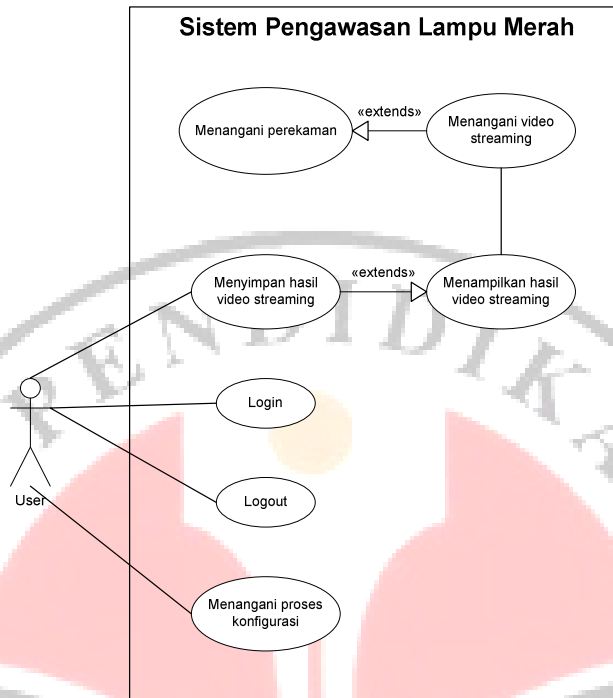 Sistem Pengawasan Lampu Merah
«extends»
Menangani perekaman
Menangani video
streaming
«extends»
Menyimpan hasil
video streaming
Menampilkan hasil
video streaming
Login
Logout
User
Menangani proses
konfigurasi
PENDIDIKA